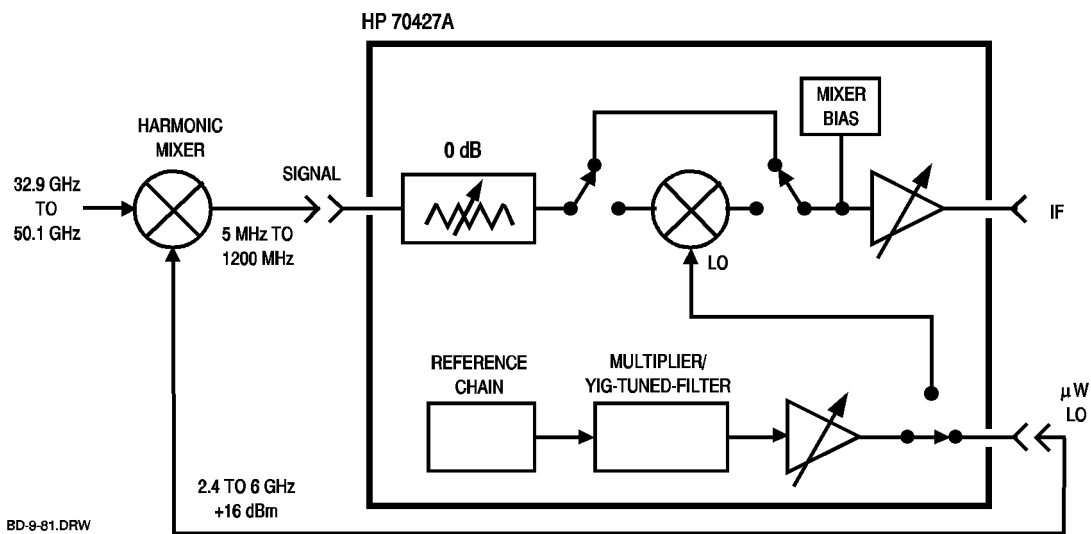 HP 70427A
HARMONIC
MIXER
32.9 GHz
TO
50.1 GHz
SIGNAL
5 MHz TO
1200 MHz
0 dB
LO
MIXER
BIAS
IF
REFERENCE
CHAIN
MULTIPLIER/
YIG-TUNED-FILTER
µW
LO
2.4 TO 6 GHz
+16 dBm
BD-9-81.DRW